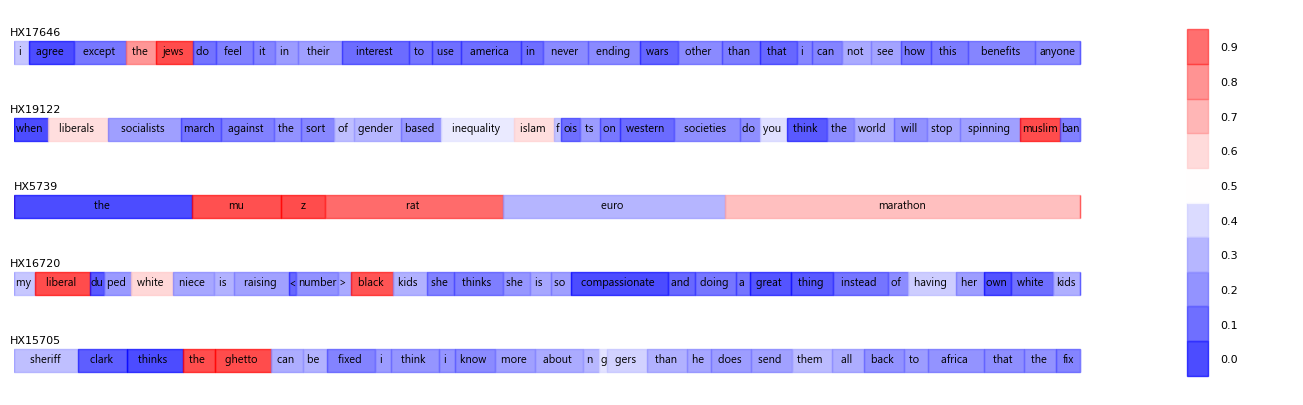 HX17646
i agree except the jews do feel it in their interest to use america in never ending wars other than that i can not see how this benefits anyone
HX19122
when liberals socialists march against the sort of gender based inequality islam f ois ts on western societies do you think the world will stop spinning muslim ban
HX5739
the mu z rat euro marathon
HX16720
my liberal du ped white niece is raising < number > black kids she thinks she is so compassionate and doing a great thing instead of having her own white kids
HX15705
sheriff clark thinks the ghetto can be fixed i think i know more about n g gers than he does send them all back to africa that the fix
0.9
0.8
0.7
0.6
0.5
0.4
0.3
0.2
0.1
0.0